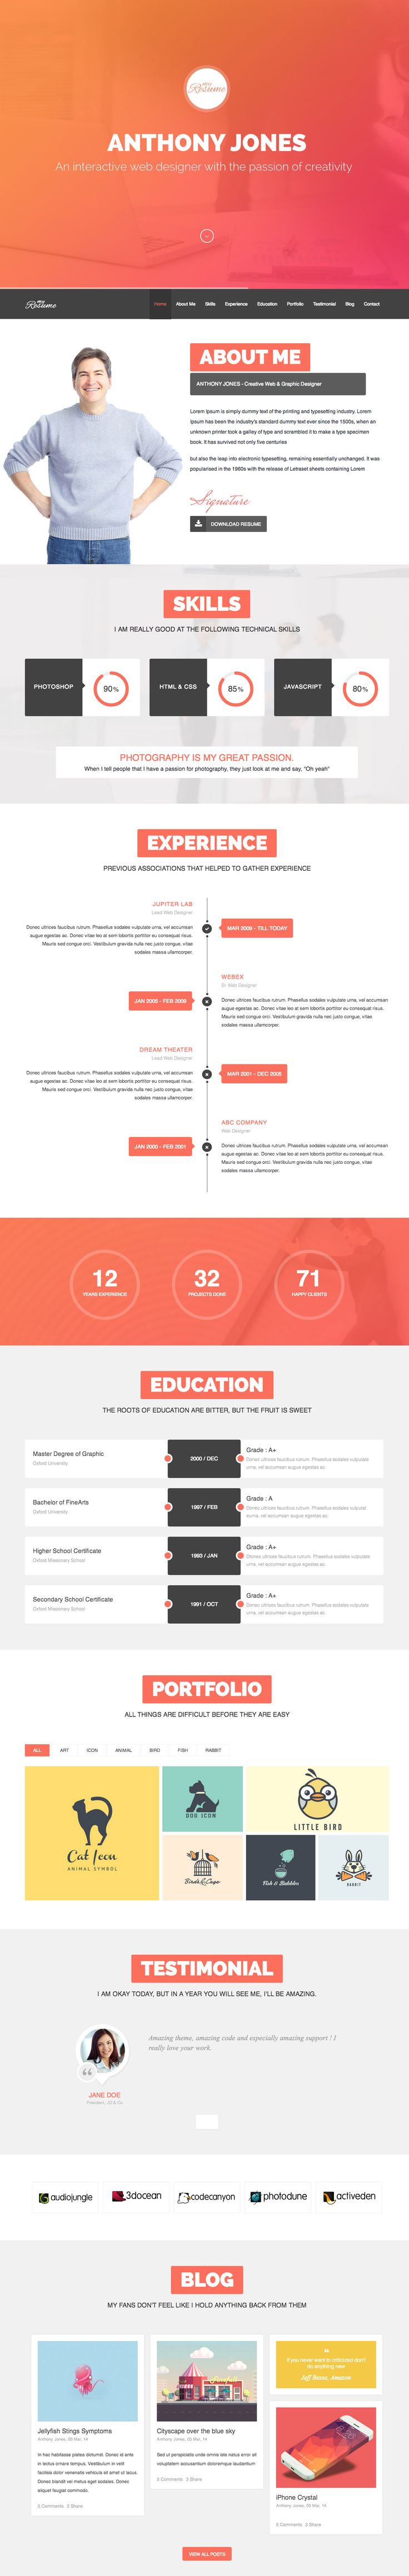 my
Resume
ANTHONY JONES
An interactive web designer with the passion of creativity
my
Resume
Home About Me Skills Experience Education Portfolio Testimonial Blog Contact
ABOUT ME
ANTHONY JONES - Creative Web & Graphic Designer
Lorem Ipsum is simply dummy text of the printing and typesetting industry. Lorem
Ipsum has been the industry's standard dummy text ever since the 1500s, when an
unknown printer took a galley of type and scrambled it to make a type specimen
book. It has survived not only five centuries
but also the leap into electronic typesetting, remaining essentially unchanged. It was
popularised in the 1960s with the release of Letraset sheets containing Lorem
Signature
DOWNLOAD RESUME
SKILLS
I AM REALLY GOOD AT THE FOLLOWING TECHNICAL SKILLS
PHOTOSHOP 90%
HTML & CSS 85%
JAVASCRIPT 80%
PHOTOGRAPHY IS MY GREAT PASSION.
When I tell people that I have a passion for photography, they just look at me and say, "Oh yeah"
EXPERIENCE
PREVIOUS ASSOCIATIONS THAT HELPED TO GATHER EXPERIENCE
JUPITER LAB
Lead Web Designer
MAR 2009 - TILL TODAY
Donec ultrices faucibus rutrum. Phasellus sodales vulputate urna, vel accumsan
augue egestas ac. Donec vitae leo at sem lobortis porttitor eu consequat risus.
Mauris sed congue orci. Vestibulum gravida nulla nec justo congue, vitae
sodales massa ullamcorper.
WEBEX
Sr. Web Designer
JAN 2005 - FEB 2009
Donec ultrices faucibus rutrum. Phasellus sodales vulputate urna, vel accumsan
augue egestas ac. Donec vitae leo at sem lobortis porttitor eu consequat risus.
Mauris sed congue orci. Vestibulum gravida nulla nec justo congue, vitae
sodales massa ullamcorper.
DREAM THEATER
Lead Web Designer
MAR 2001 - DEC 2005
Donec ultrices faucibus rutrum. Phasellus sodales vulputate urna, vel accumsan
augue egestas ac. Donec vitae leo at sem lobortis porttitor eu consequat risus.
Mauris sed congue orci. Vestibulum gravida nulla nec justo congue, vitae
sodales massa ullamcorper.
ABC COMPANY
Web Designer
JAN 2000 - FEB 2001
Donec ultrices faucibus rutrum. Phasellus sodales vulputate urna, vel accumsan
augue egestas ac. Donec vitae leo at sem lobortis porttitor eu consequat risus.
Mauris sed congue orci. Vestibulum gravida nulla nec justo congue, vitae
sodales massa ullamcorper.
12 32 71
YEARS EXPERIENCE PROJECTS DONE HAPPY CLIENTS
EDUCATION
THE ROOTS OF EDUCATION ARE BITTER, BUT THE FRUIT IS SWEET
Master Degree of Graphic
Oxford University
2000 / DEC
Grade : A+
Donec ultrices faucibus rutrum. Phasellus sodales vulputate
urna, vel accumsan augue egestas ac.
Bachelor of FineArts
Oxford University
1997 / FEB
Grade : A
Donec ultrices faucibus rutrum. Phasellus sodales vulputat
eurna, vel accumsan augue egestas ac.
Higher School Certificate
Oxford Missionary School
1993 / JAN
Grade : A+
Donec ultrices faucibus rutrum. Phasellus sodales vulputate
urna, vel accumsan augue egestas ac.
Secondary School Certificate
Oxford Missionary School
1991 / OCT
Grade : A+
Donec ultrices faucibus rutrum. Phasellus sodales vulputate
urna, vel accumsan augue egestas ac.
PORTFOLIO
ALL THINGS ARE DIFFICULT BEFORE THEY ARE EASY
ALL ART ICON ANIMAL BIRD FISH RABBIT
Cat Icon
ANIMAL SYMBOL
DOG ICON
LITTLE BIRD
Birds & Cage
Fish & Bubbles
RABBIT
TESTIMONIAL
I AM OKAY TODAY, BUT IN A YEAR YOU WILL SEE ME, I'LL BE AMAZING.
Amazing theme, amazing code and especially amazing support ! I
really love your work.
JANE DOE
President, JD & Co
audiojungle 3docean codecanyon photodune activeden
BLOG
MY FANS DON'T FEEL LIKE I HOLD ANYTHING BACK FROM THEM
Jellyfish Stings Symptoms
Anthony Jones, 05 Mar, 14
In hac habitasse platea dictumst. Donec id ante
in lectus ornare tempus. Vestibulum in velit
facilisis dolor venenatis vehicula sit amet ut lacus.
Donec blandit vel metus eget sodales. Donec
aliquet feugiat commodo.
0 Comments 3 Share
Cityscape over the blue sky
Anthony Jones, 05 Mar, 14
Sed ut perspiciatis unde omnis iste natus error sit
voluptatem accusantium doloremque laudantium
8 Comments 3 Share
If you never want to criticized don't
do anything new
Jeff Bezos, Amazon
iPhone Crystal
Anthony Jones, 05 Mar, 14
0 Comments 3 Share
VIEW ALL POSTS